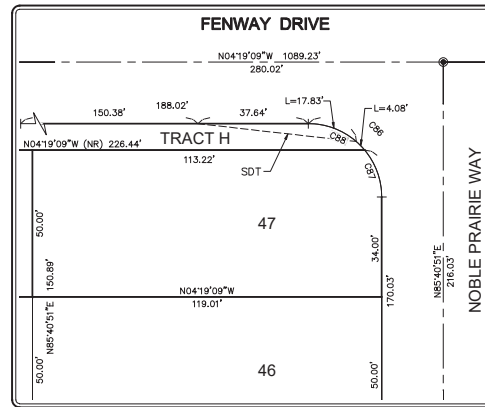 FENWAY DRIVE
N04°19'09"W 1089.23'
280.02'
188.02'
150.38'
37.64'
L=17.83'
L=4.08'
C86
C88
C87
TRACT H
N04°19'09"W (NR) 226.44'
113.22'
SDT
47
50.00'
150.89'
N85°40'51"E
34.00'
170.03'
N85°40'51"E
216.03'
NOBLE PRAIRIE WAY
N04°19'09"W
119.01'
46
50.00'
50.00'